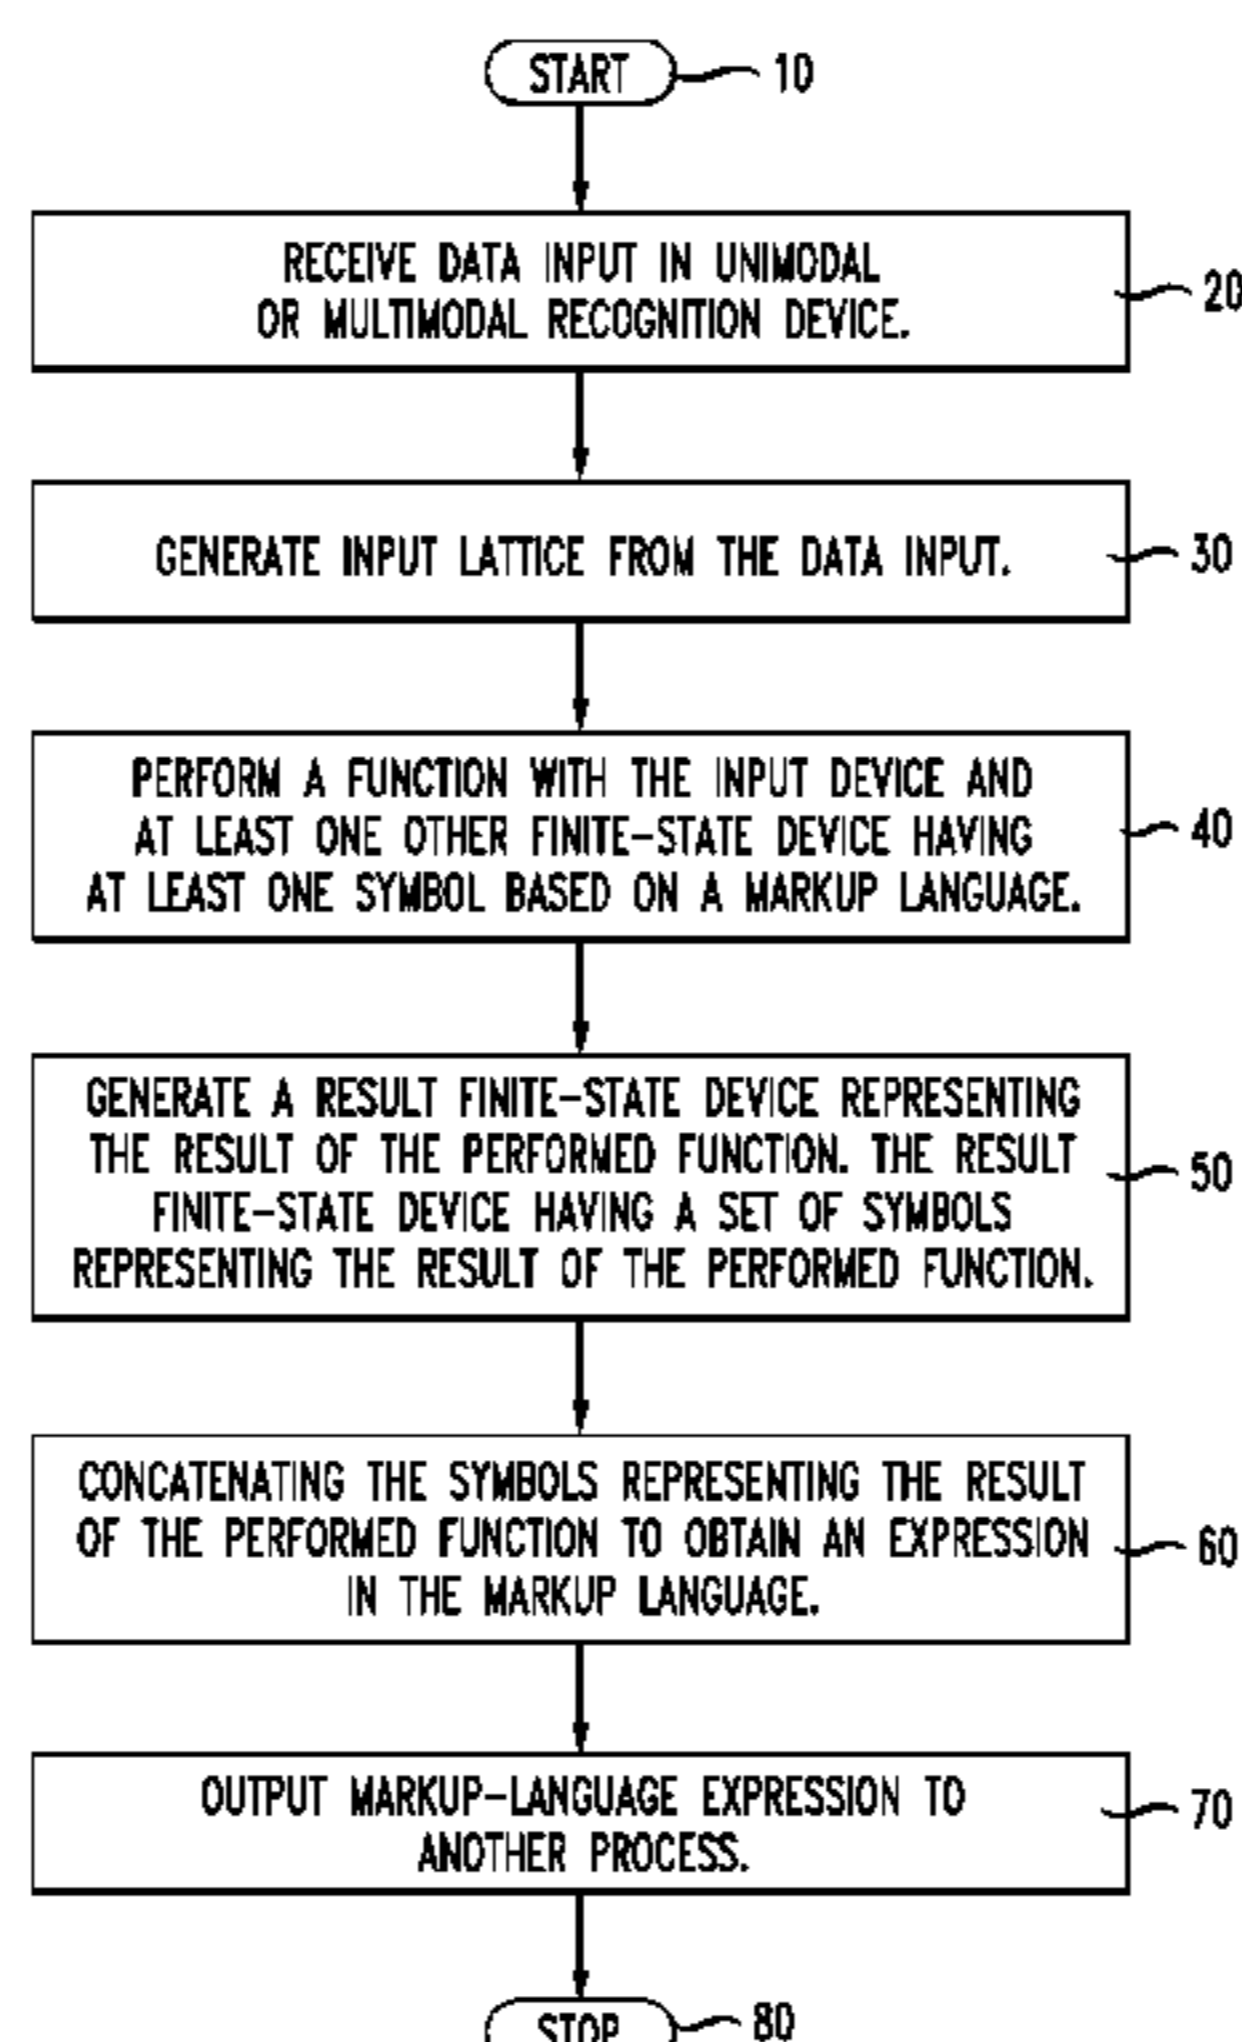 START
10
RECEIVE DATA INPUT IN UNIMODAL
OR MULTIMODAL RECOGNITION DEVICE.
20
GENERATE INPUT LATTICE FROM THE DATA INPUT.
30
PERFORM A FUNCTION WITH THE INPUT DEVICE AND
AT LEAST ONE OTHER FINITE-STATE DEVICE HAVING
AT LEAST ONE SYMBOL BASED ON A MARKUP LANGUAGE.
40
GENERATE A RESULT FINITE-STATE DEVICE REPRESENTING
THE RESULT OF THE PERFORMED FUNCTION. THE RESULT
FINITE-STATE DEVICE HAVING A SET OF SYMBOLS
REPRESENTING THE RESULT OF THE PERFORMED FUNCTION.
50
CONCATENATING THE SYMBOLS REPRESENTING THE RESULT
OF THE PERFORMED FUNCTION TO OBTAIN AN EXPRESSION
IN THE MARKUP LANGUAGE.
60
OUTPUT MARKUP-LANGUAGE EXPRESSION TO
ANOTHER PROCESS.
70
STOP
80